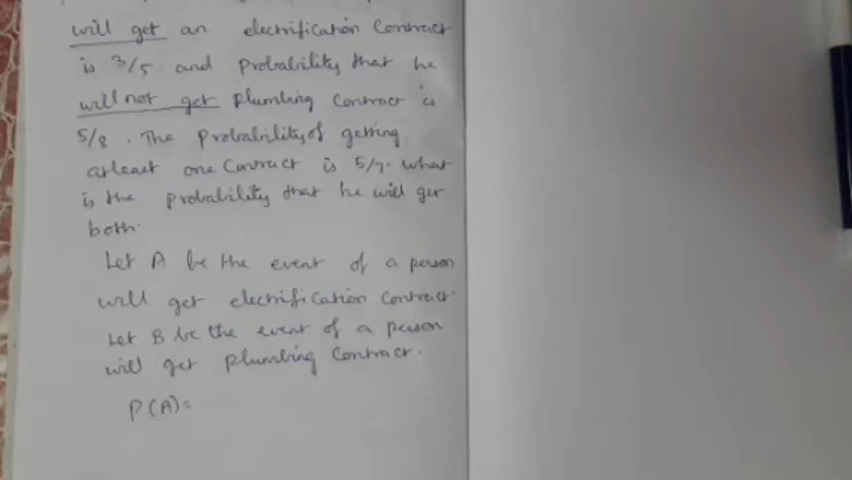 will get an electrification Contract
is 3/5 and Probability that he
will not get Plumbing Contract is
5/8. The Probability of getting
atleast one Contract is 5/7. what
is the probability that he will get
both.
Let A be the event of a person
will get electrification Contract.
Let B be the event of a person
will get Plumbing Contract.
P(A)=